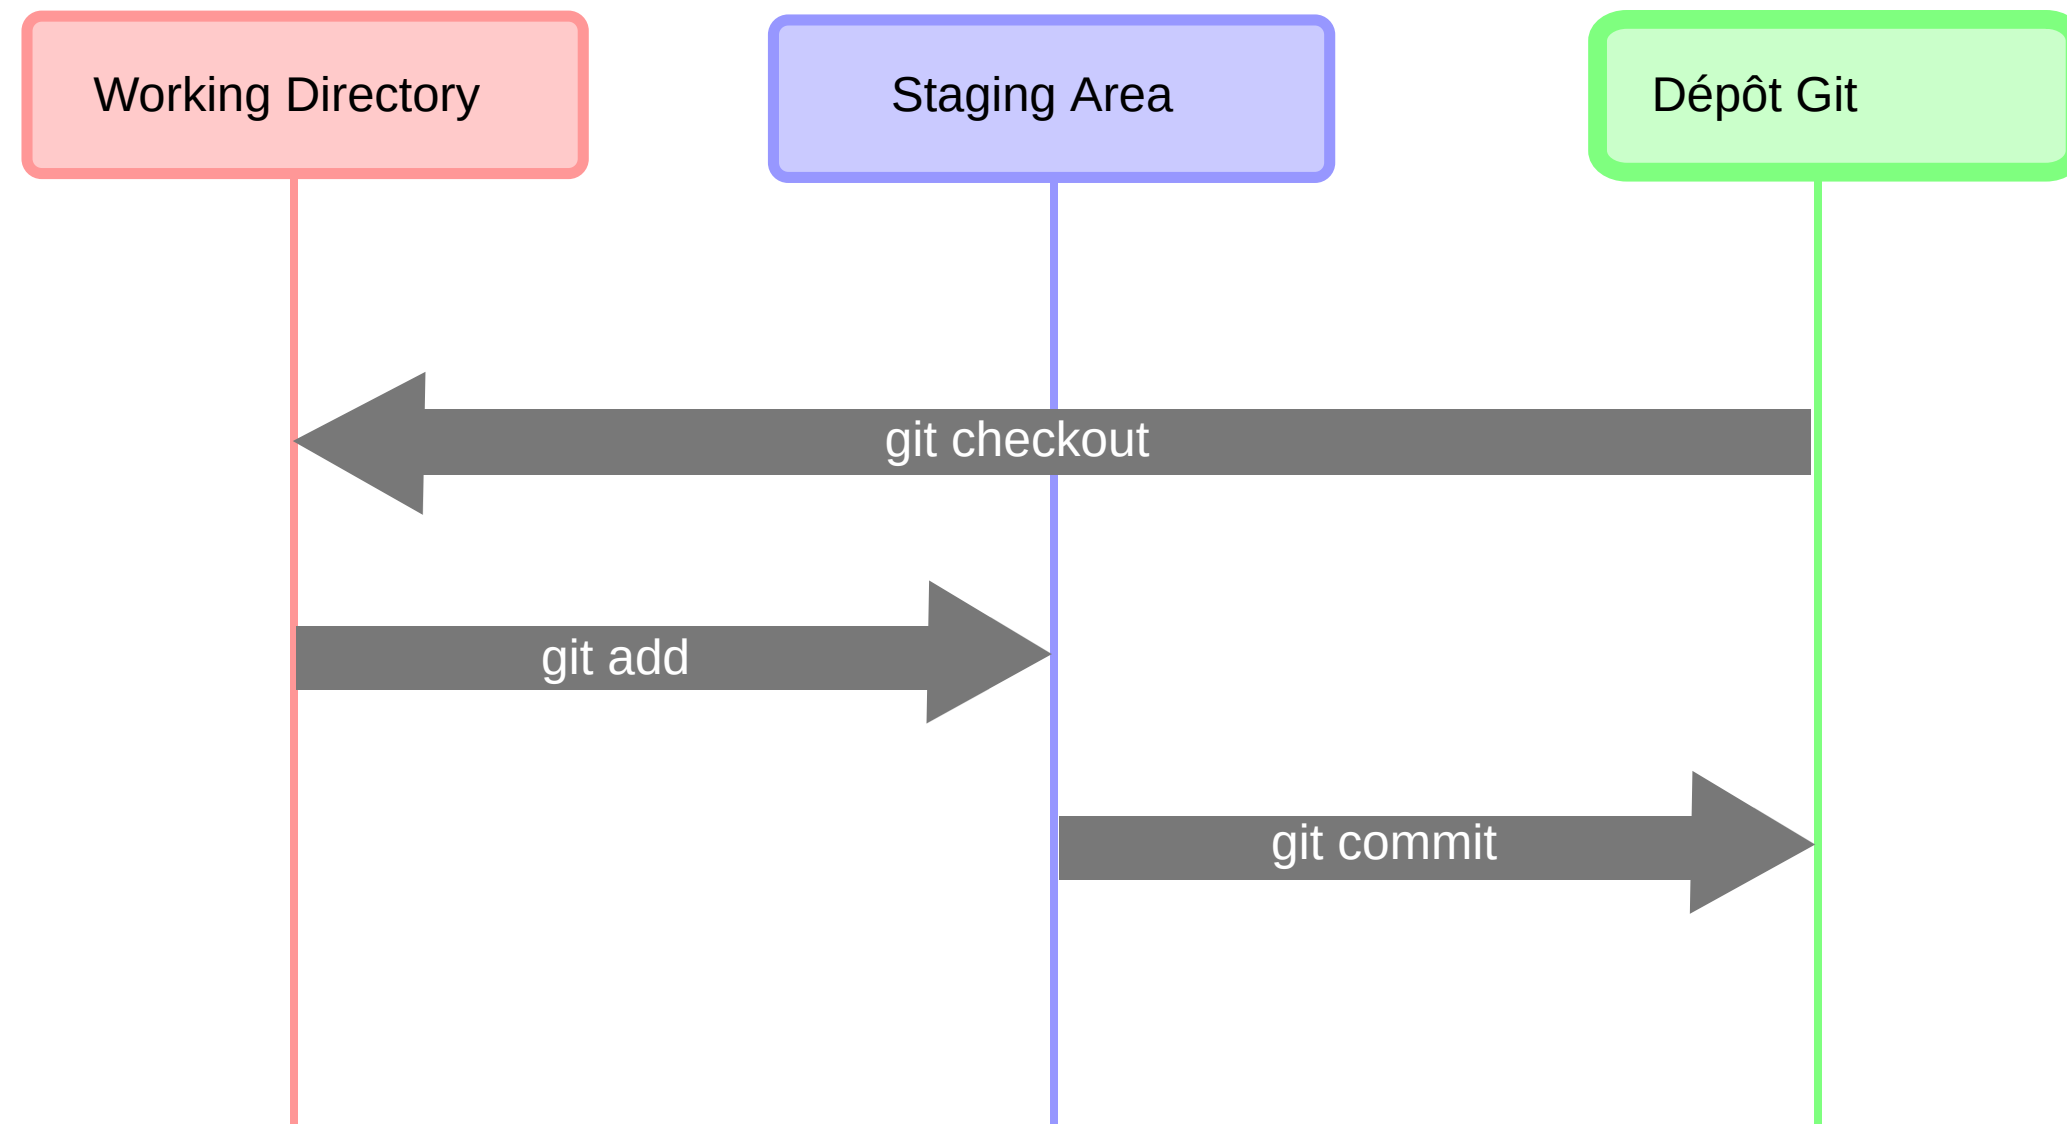 Working Directory
Staging Area
Dépôt Git
git checkout
git add
git commit